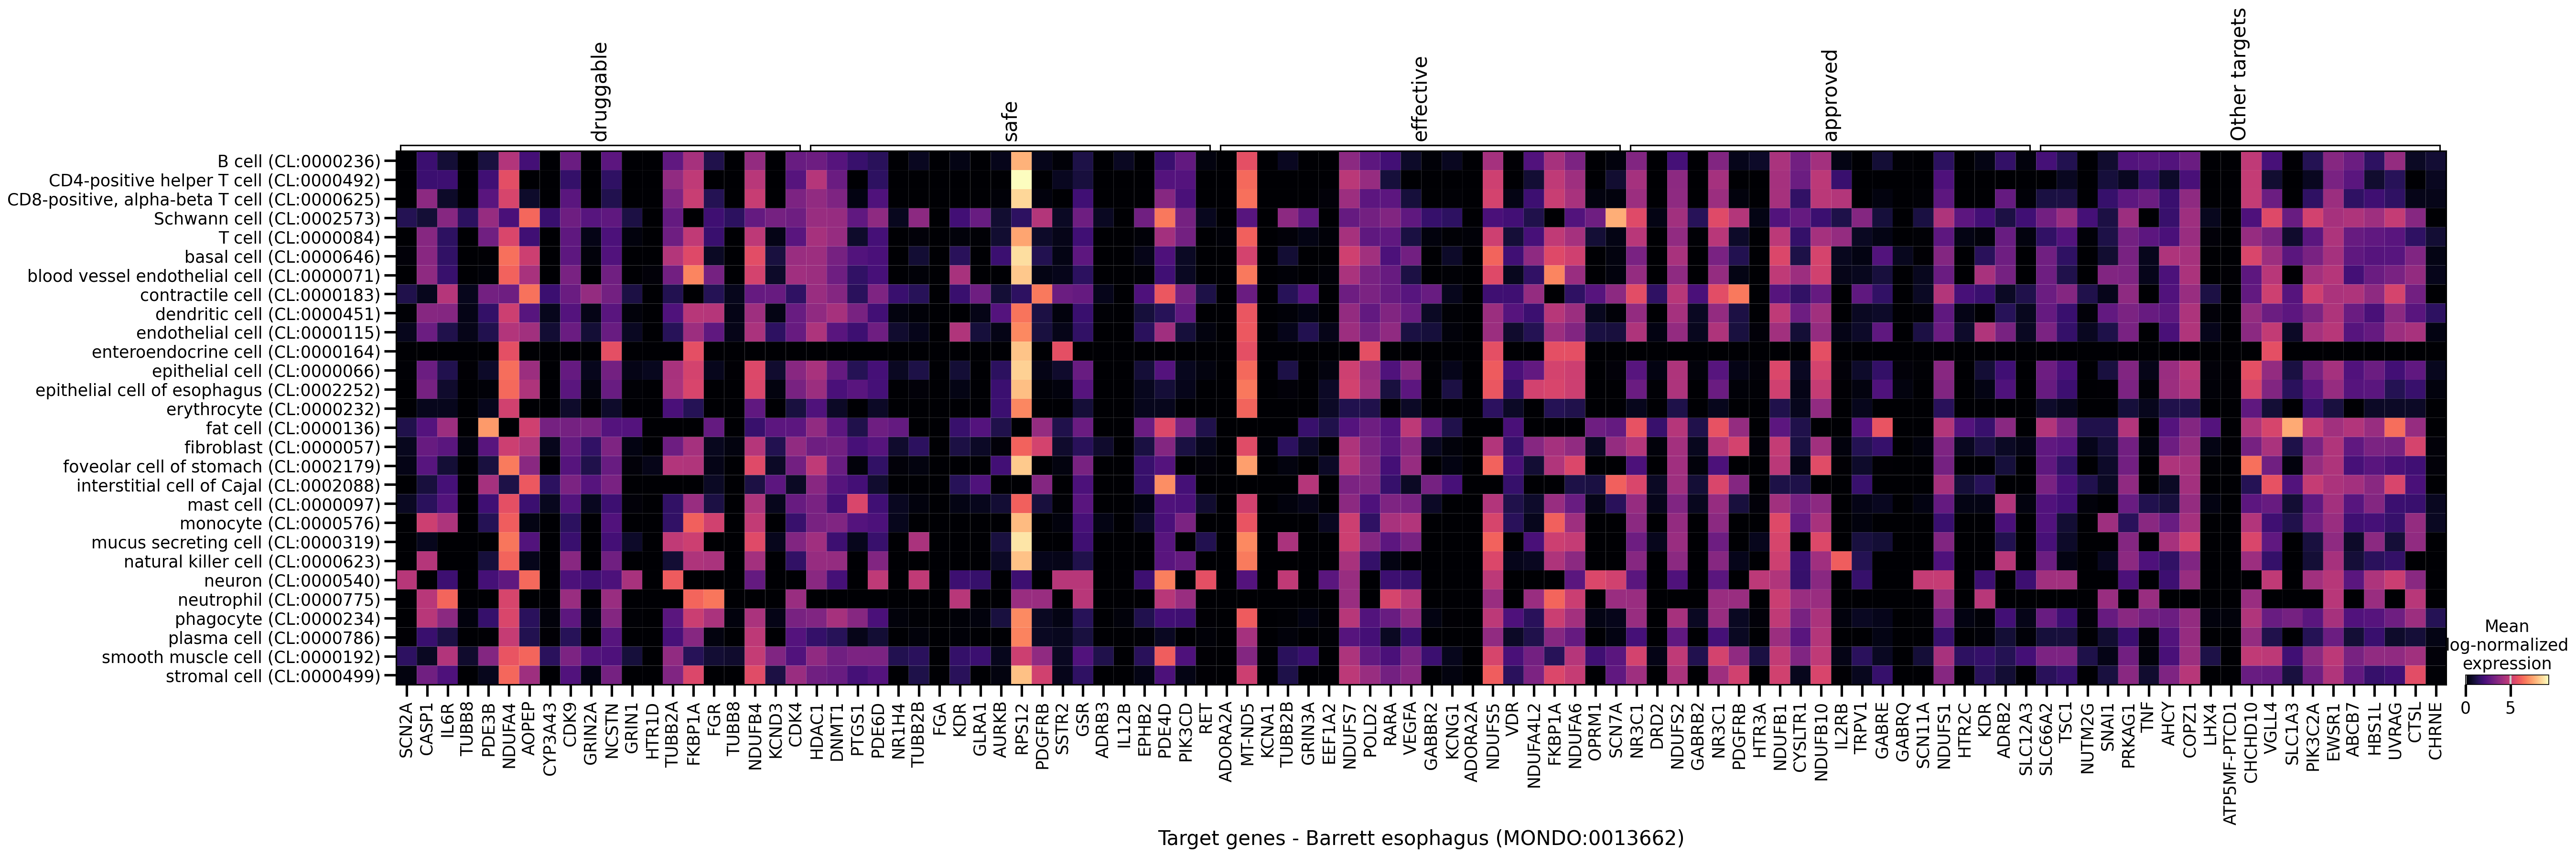 druggable
safe
effective
approved
Other targets
B cell (CL:0000236)
CD4-positive helper T cell (CL:0000492)
CD8-positive, alpha-beta T cell (CL:0000625)
Schwann cell (CL:0002573)
T cell (CL:0000084)
basal cell (CL:0000646)
blood vessel endothelial cell (CL:0000071)
contractile cell (CL:0000183)
dendritic cell (CL:0000451)
endothelial cell (CL:0000115)
enteroendocrine cell (CL:0000164)
epithelial cell (CL:0000066)
epithelial cell of esophagus (CL:0002252)
erythrocyte (CL:0000232)
fat cell (CL:0000136)
fibroblast (CL:0000057)
foveolar cell of stomach (CL:0002179)
interstitial cell of Cajal (CL:0002088)
mast cell (CL:0000097)
monocyte (CL:0000576)
mucus secreting cell (CL:0000319)
natural killer cell (CL:0000623)
neuron (CL:0000540)
neutrophil (CL:0000775)
phagocyte (CL:0000234)
plasma cell (CL:0000786)
smooth muscle cell (CL:0000192)
stromal cell (CL:0000499)
SCN2A
CASP1
IL6R
TUBB8
PDE3B
NDUFA4
AOPEP
CYP3A43
CDK9
GRIN2A
NCSTN
GRIN1
HTR1D
TUBB2A
FKBP1A
FGR
TUBB8
NDUFB4
KCND3
CDK4
HDAC1
DNMT1
PTGS1
PDE6D
NR1H4
TUBB2B
FGA
KDR
GLRA1
AURKB
RPS12
PDGFRB
SSTR2
GSR
ADRB3
IL12B
EPHB2
PDE4D
PIK3CD
RET
ADORA2A
MT-ND5
KCNA1
TUBB2B
GRIN3A
EEF1A2
NDUFS7
POLD2
RARA
VEGFA
GABBR2
KCNG1
ADORA2A
NDUFS5
VDR
NDUFA4L2
FKBP1A
NDUFA6
OPRM1
SCN7A
NR3C1
DRD2
NDUFS2
GABRB2
NR3C1
PDGFRB
HTR3A
NDUFB1
CYSLTR1
NDUFB10
IL2RB
TRPV1
GABRE
GABRQ
SCN11A
NDUFS1
HTR2C
KDR
ADRB2
SLC12A3
SLC66A2
TSC1
NUTM2G
SNAI1
PRKAG1
TNF
AHCY
COPZ1
LHX4
ATP5MF-PTCD1
CHCHD10
VGLL4
SLC1A3
PIK3C2A
EWSR1
ABCB7
HBS1L
UVRAG
CTSL
CHRNE
Mean
log-normalized
expression
0 5
Target genes - Barrett esophagus (MONDO:0013662)